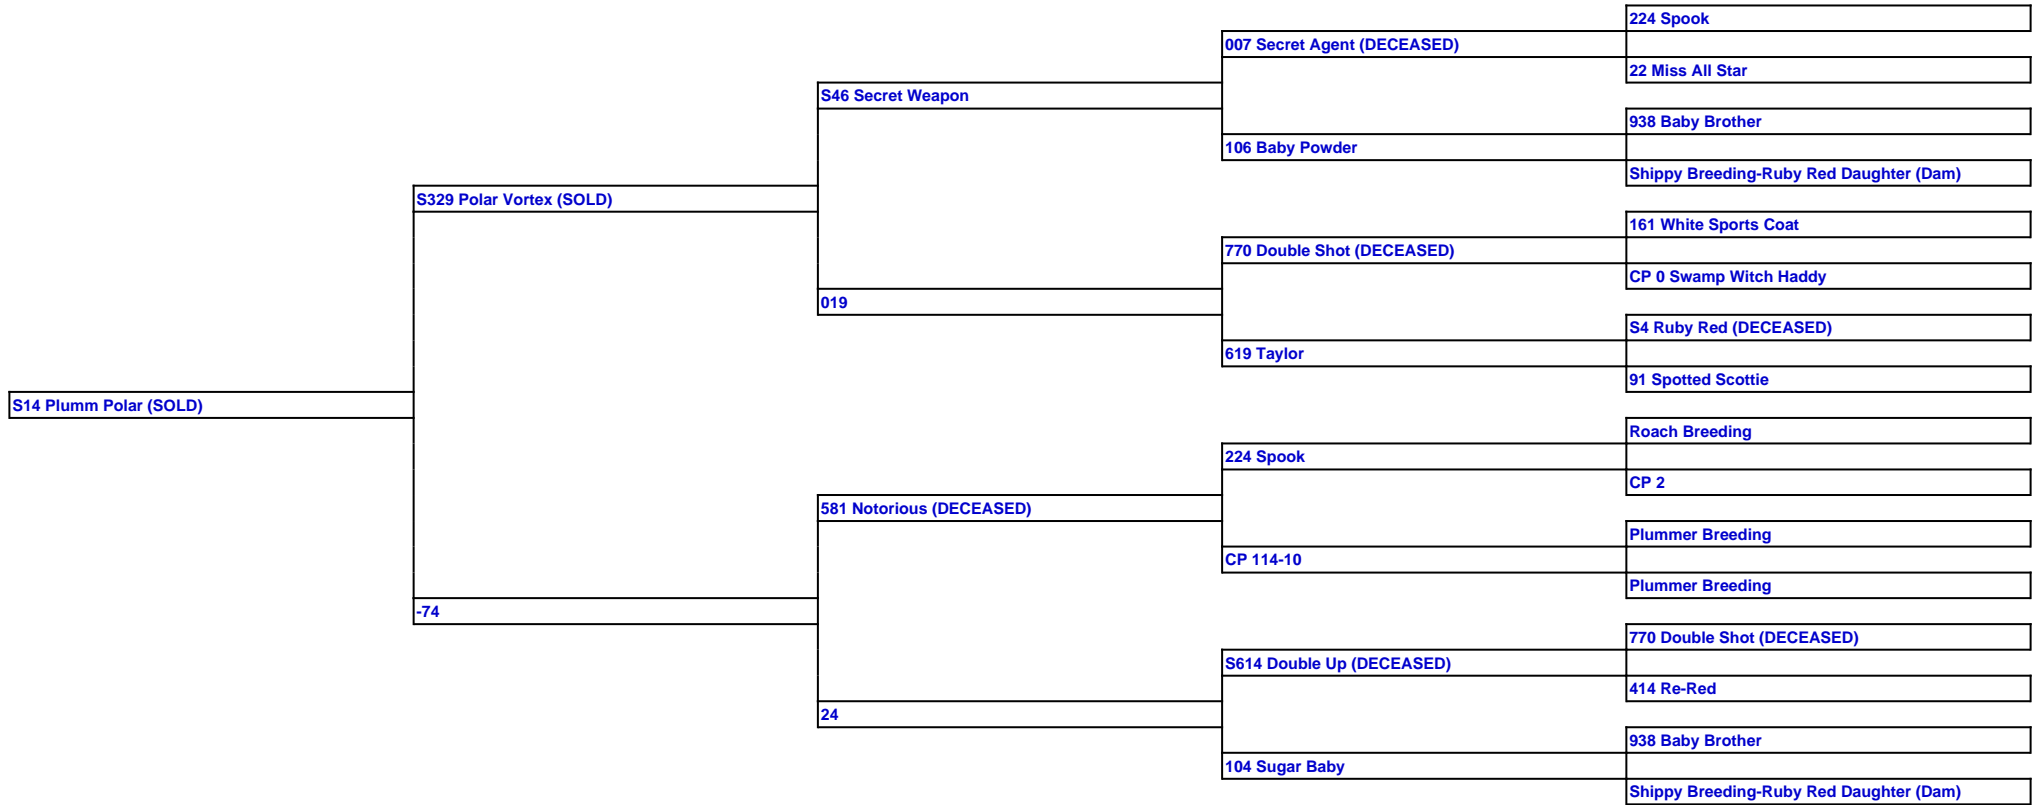 224 Spook
007 Secret Agent (DECEASED)
22 Miss All Star
S46 Secret Weapon
938 Baby Brother
106 Baby Powder
Shippy Breeding-Ruby Red Daughter (Dam)
S329 Polar Vortex (SOLD)
161 White Sports Coat
770 Double Shot (DECEASED)
CP 0 Swamp Witch Haddy
019
S4 Ruby Red (DECEASED)
619 Taylor
91 Spotted Scottie
S14 Plumm Polar (SOLD)
Roach Breeding
224 Spook
CP 2
581 Notorious (DECEASED)
Plummer Breeding
CP 114-10
Plummer Breeding
-74
770 Double Shot (DECEASED)
S614 Double Up (DECEASED)
414 Re-Red
24
938 Baby Brother
104 Sugar Baby
Shippy Breeding-Ruby Red Daughter (Dam)